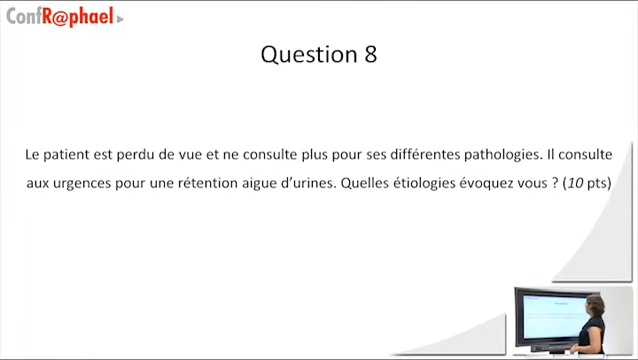 ConfR@phael
Question 8
Le patient est perdu de vue et ne consulte plus pour ses différentes pathologies. Il consulte
aux urgences pour une rétention aigue d'urines. Quelles étiologies évoquez vous ? (10 pts)